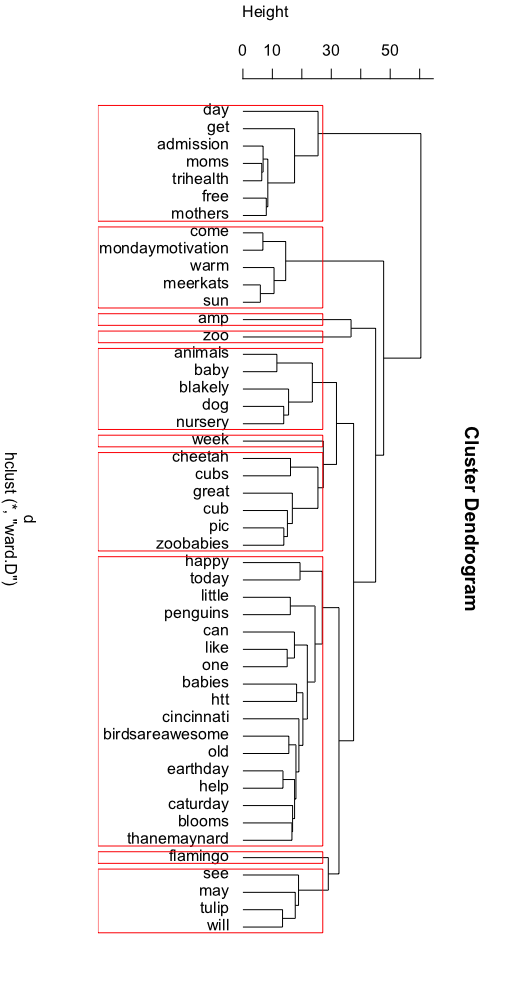 Height
0 10 30 50
day
get
admission
moms
trihealth
free
mothers
come
mondaymotivation
warm
meerkats
sun
amp
zoo
animals
baby
blakely
dog
nursery
week
cheetah
cubs
great
cub
pic
zoobabies
happy
today
little
penguins
can
like
one
babies
htt
cincinnati
birdsareawesome
old
earthday
help
caturday
blooms
thanemaynard
flamingo
see
may
tulip
will
Cluster Dendrogram
d
hclust (*, "ward.D")